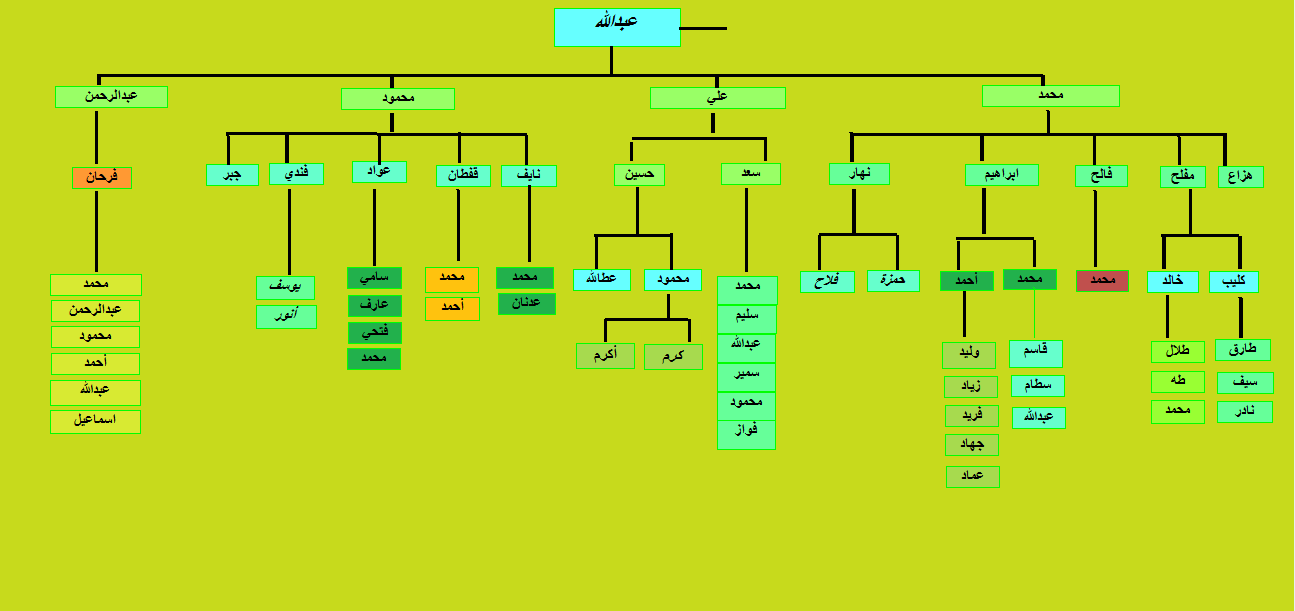 عبدالله
محمد
علي
محمود
عبدالرحمن
هزاع
مفلح
فالح
ابراهيم
نهار
سعد
حسين
نايف
قفطان
عواد
فندي
جبر
فرحان
كليب
خالد
محمد
محمد
أحمد
حمزة
فلاح
محمود
عطالله
محمد
سليم
عبدالله
سمير
محمود
فواز
محمد
عدنان
محمد
أحمد
سامي
عارف
فتحي
محمد
يوسف
أنور
محمد
عبدالرحمن
محمود
أحمد
عبدالله
اسماعيل
طارق
سيف
نادر
طلال
طه
محمد
قاسم
سطام
عبدالله
وليد
زياد
فريد
جهاد
عماد
كرم
أكرم